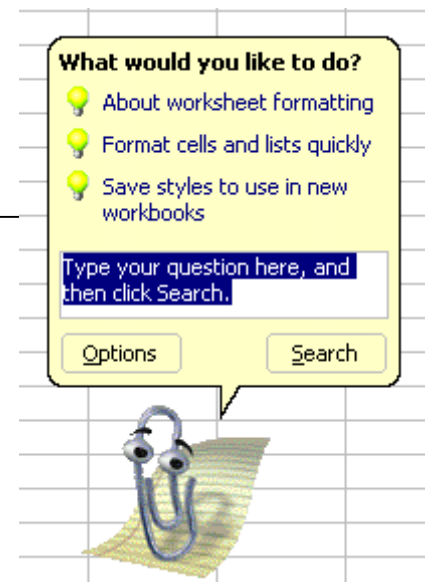 What would you like to do?
About worksheet formatting
Format cells and lists quickly
Save styles to use in new
workbooks
Type your question here, and
then click Search.
Options
Search